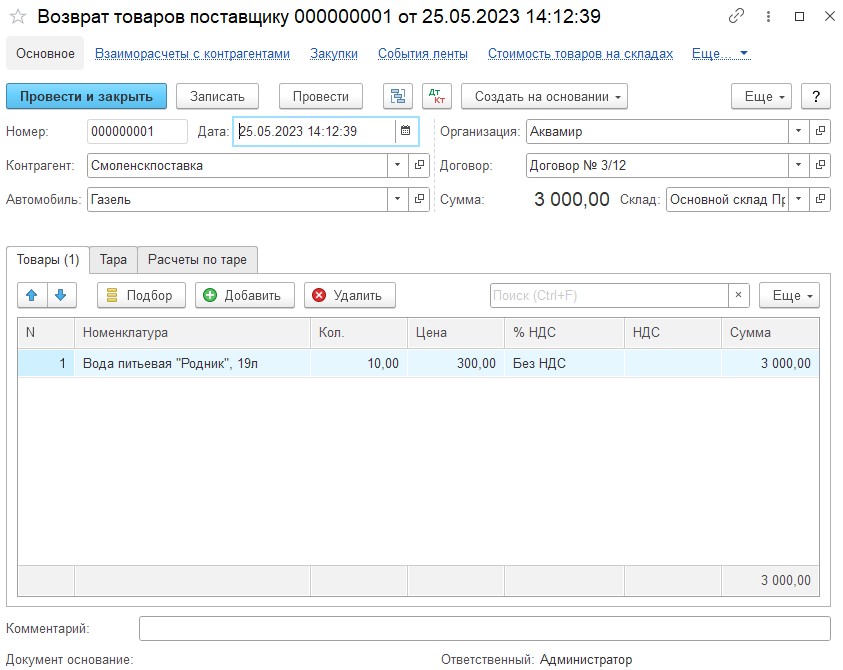 Возврат товаров поставщику 000000001 от 25.05.2023 14:12:39
Основное Взаиморасчеты с контрагентами Закупки События ленты Стоимость товаров на складах Еще...
Провести и закрыть Записать Провести Дт Кт Создать на основании Еще ?
Номер: 000000001 Дата: 25.05.2023 14:12:39 Организация: Аквамир
Контрагент: Смоленскпоставка Договор: Договор № 3/12
Автомобиль: Газель Сумма: 3 000,00 Склад: Основной склад Пр
Товары (1) Тара Расчеты по таре
Подбор Добавить Удалить Поиск (Ctrl+F) × Еще
N Номенклатура Кол. Цена % НДС НДС Сумма
1 Вода питьевая "Родник", 19л 10,00 300,00 Без НДС 3 000,00
3 000,00
Комментарий:
Документ основание: Ответственный: Администратор